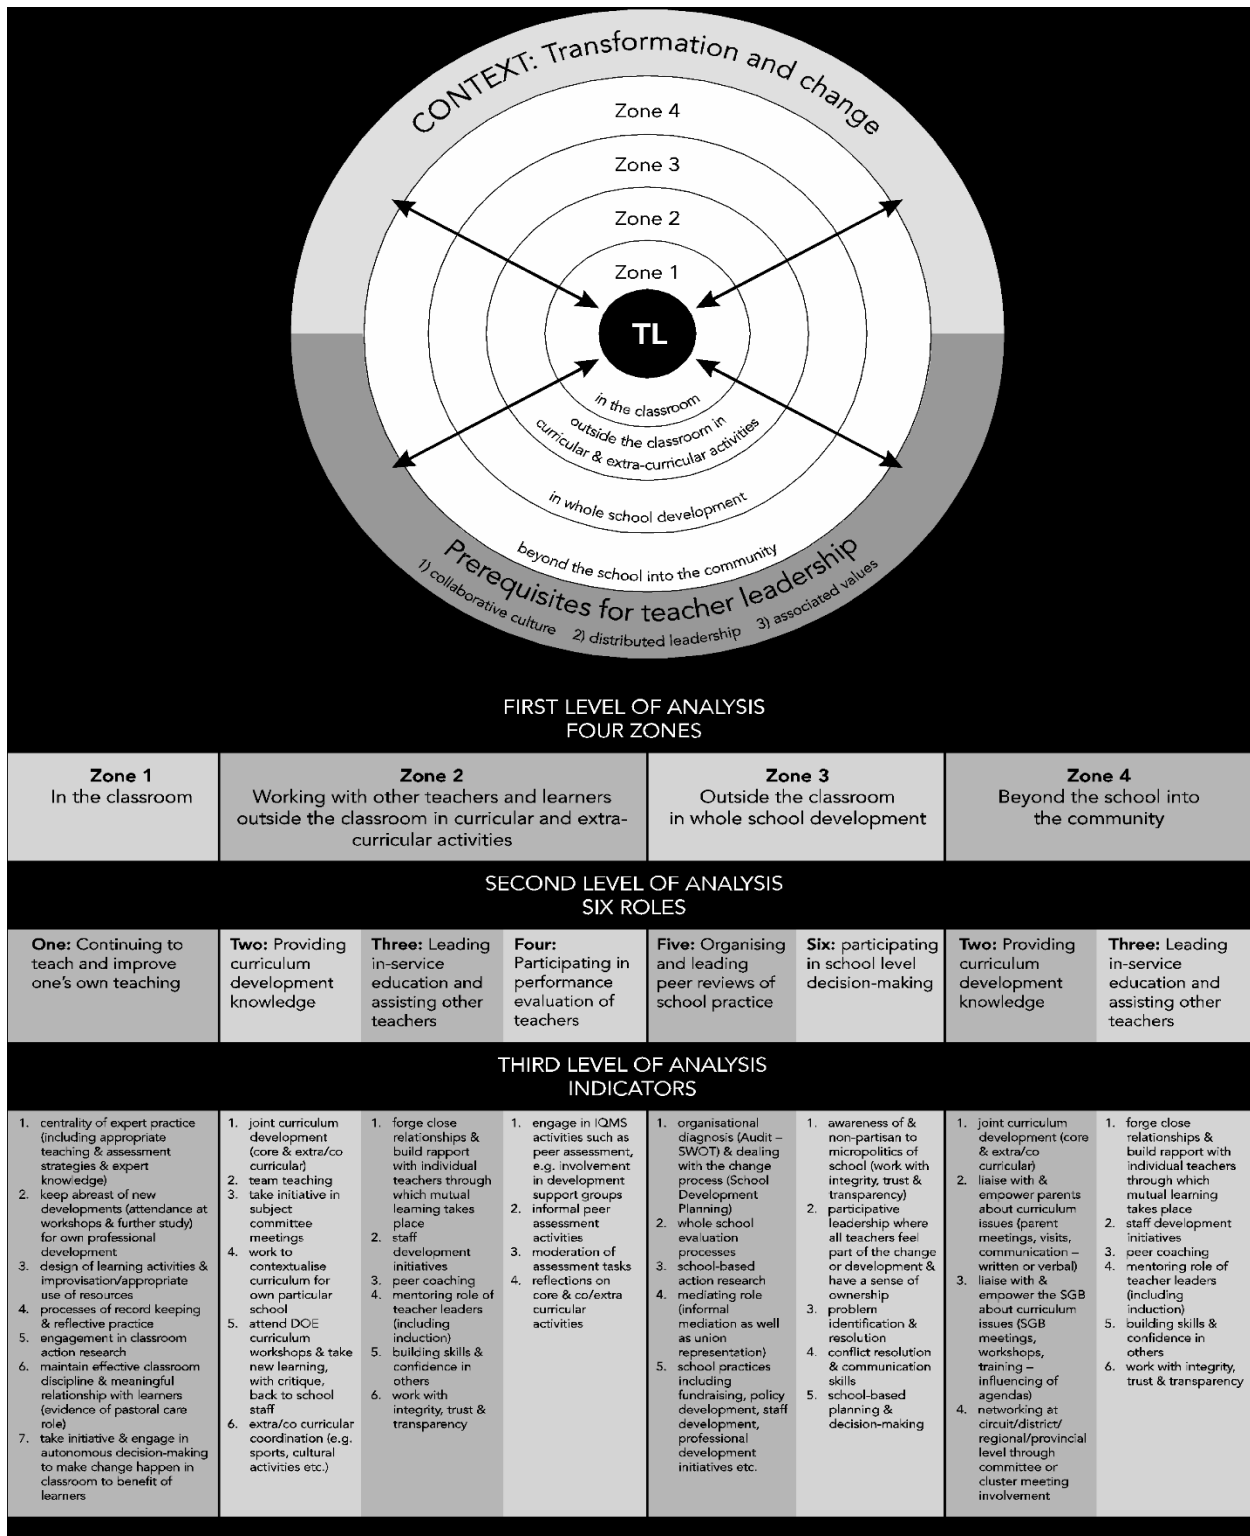 CONTEXT: Transformation and change
Zone 4
Zone 3
Zone 2
Zone 1
TL
in the classroom
outside the classroom in
curricular & extra-curricular activities
in whole school development
beyond the school into the community
Prerequisites for teacher leadership
1) collaborative culture 2) distributed leadership 3) associated values
FIRST LEVEL OF ANALYSIS
FOUR ZONES
Zone 1
In the classroom
Zone 2
Working with other teachers and learners
outside the classroom in curricular and extra-
curricular activities
Zone 3
Outside the classroom
in whole school development
Zone 4
Beyond the school into
the community
SECOND LEVEL OF ANALYSIS
SIX ROLES
One: Continuing to
teach and improve
one's own teaching
Two: Providing
curriculum
development
knowledge
Three: Leading
in-service
education and
assisting other
teachers
Four:
Participating in
performance
evaluation of
teachers
Five: Organising
and leading
peer reviews of
school practice
Six: participating
in school level
decision-making
Two: Providing
curriculum
development
knowledge
Three: Leading
in-service
education and
assisting other
teachers
THIRD LEVEL OF ANALYSIS
INDICATORS
1. centrality of expert practice
(including appropriate
teaching & assessment
strategies & expert
knowledge)
2. keep abreast of new
developments (attendance at
workshops & further study)
for own professional
development
3. design of learning activities &
improvisation/appropriate
use of resources
4. processes of record keeping
& reflective practice
5. engagement in classroom
action research
6. maintain effective classroom
discipline & meaningful
relationship with learners
(evidence of pastoral care
role)
7. take initiative & engage in
autonomous decision-making
to make change happen in
classroom to benefit of
learners
1. joint curriculum
development
(core & extra/co
curricular)
2. team teaching
3. take initiative in
subject
committee
meetings
4. work to
contextualise
curriculum for
own particular
school
5. attend DOE
curriculum
workshops & take
new learning,
with critique,
back to school
staff
6. extra/co curricular
coordination (e.g.
sports, cultural
activities etc.)
1. forge close
relationships &
build rapport
with individual
teachers through
which mutual
learning takes
place
2. staff
development
initiatives
3. peer coaching
4. mentoring role of
teacher leaders
(including
induction)
5. building skills &
confidence in
others
6. work with
integrity, trust &
transparency
1. engage in IQMS
activities such as
peer assessment,
e.g. involvement
in development
support groups
2. informal peer
assessment
activities
3. moderation of
assessment tasks
4. reflections on
core & co/extra
curricular
activities
1. organisational
diagnosis (Audit –
SWOT) & dealing
with the change
process (School
Development
Planning)
2. whole school
evaluation
processes
3. school-based
action research
4. mediating role
(informal
mediation as well
as union
representation)
5. school practices
including
fundraising, policy
development, staff
development,
professional
development
initiatives etc.
1. awareness of &
non-partisan to
micropolitics of
school (work with
integrity, trust &
transparency)
2. participative
leadership where
all teachers feel
part of the change
or development &
have a sense of
ownership
3. problem
identification &
resolution
4. conflict resolution
& communication
skills
5. school-based
planning &
decision-making
1. joint curriculum
development (core
& extra/co
curricular)
2. liaise with &
empower parents
about curriculum
issues (parent
meetings, visits,
communication –
written or verbal)
3. liaise with &
empower the SGB
about curriculum
issues (SGB
meetings,
workshops,
training –
influencing of
agendas)
4. networking at
circuit/district/
regional/provincial
level through
committee or
cluster meeting
involvement
1. forge close
relationships &
build rapport with
individual teachers
through which
mutual learning
takes place
2. staff development
initiatives
3. peer coaching
4. mentoring role of
teacher leaders
(including
induction)
5. building skills &
confidence in
others
6. work with integrity,
trust & transparency